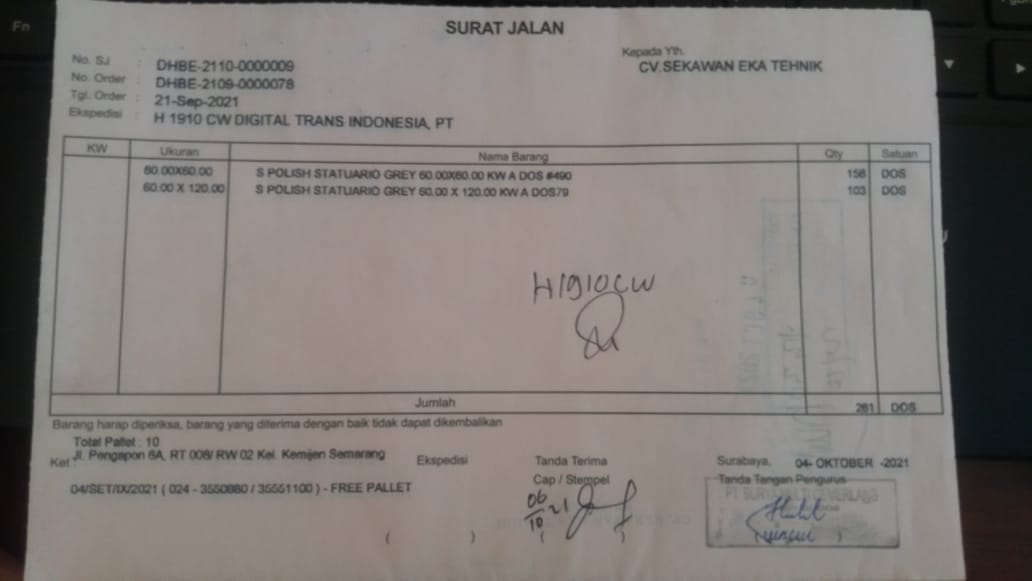 SURAT JALAN
No. SJ : DHBE-2110-0000009
No. Order : DHBE-2109-0000078
Tgl. Order : 21-Sep-2021
Ekspedisi : H 1910 CW DIGITAL TRANS INDONESIA, PT
Kepada Yth.
CV.SEKAWAN EKA TEHNIK
KW Ukuran Nama Barang Qty Satuan
60.00X60.00 S POLISH STATUARIO GREY 60.00X60.00 KW A DOS #490 158 DOS
60.00 X 120.00 S POLISH STATUARIO GREY 60.00 X 120.00 KW A DOS79 103 DOS
H1910CW
Jumlah 261 DOS
Barang harap diperiksa, barang yang diterima dengan baik tidak dapat dikembalikan
Total Pallet : 10
Ket : Jl. Pengapon 6A, RT 008/ RW 02 Kel. Kemijen Semarang
04/SET/IX/2021 ( 024 - 3550880 / 35551100 ) - FREE PALLET
Ekspedisi
( )
Tanda Terima
Cap / Stempel
06/10 21
( )
Surabaya, 04- OKTOBER -2021
Tanda Tangan Pengurus
PT SURYA MULTI CEMERLANG
( )